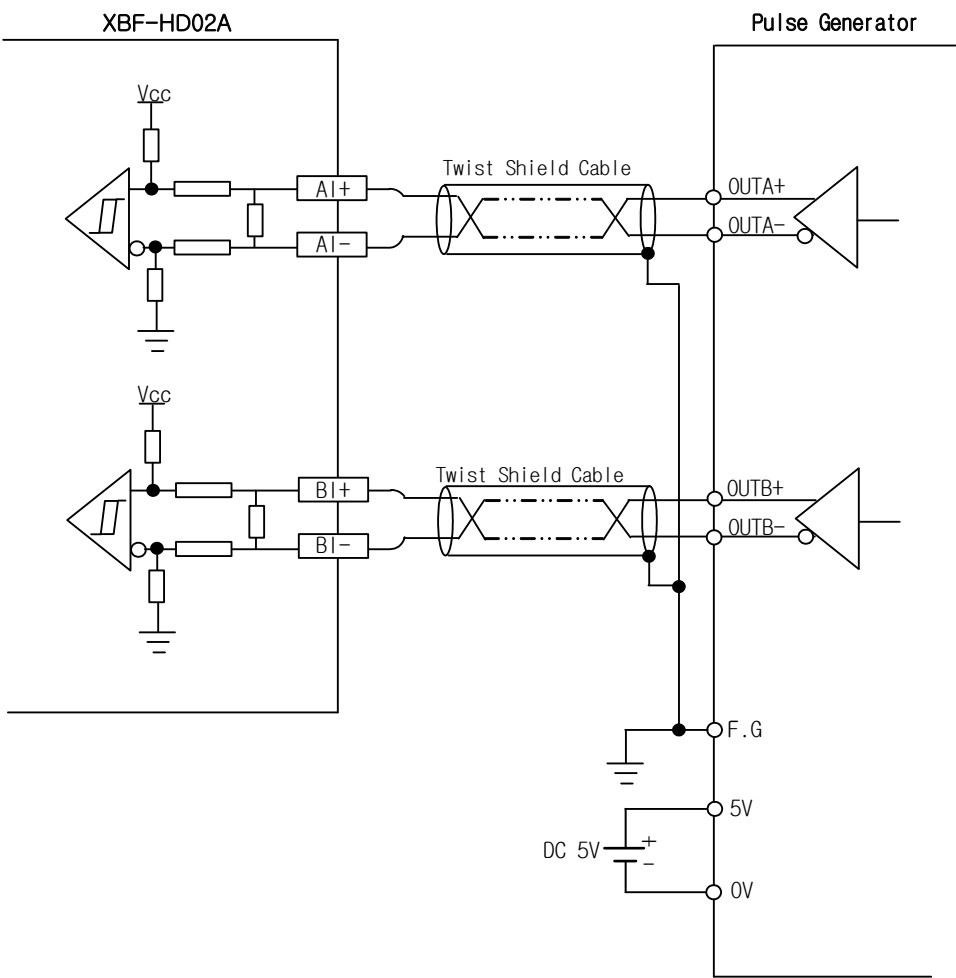 XBF-HD02A
Pulse Generator
Vcc
Twist Shield Cable
AI+
OUTA+
AI-
OUTA-
Vcc
Twist Shield Cable
BI+
OUTB+
BI-
OUTB-
F.G
5V
DC 5V
+
-
0V